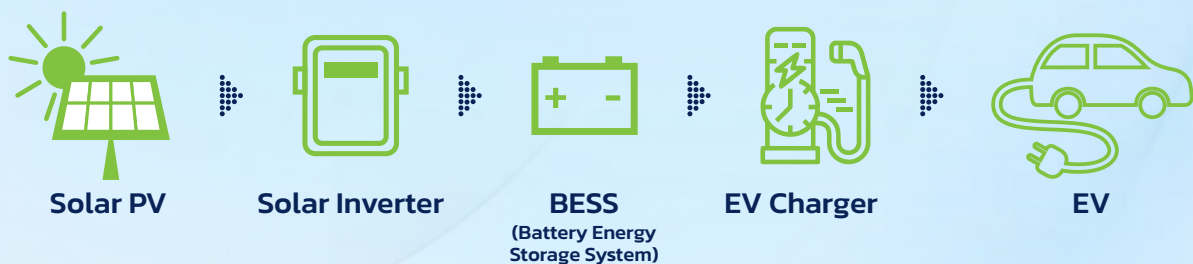 Solar PV
Solar Inverter
BESS
(Battery Energy
Storage System)
EV Charger
EV